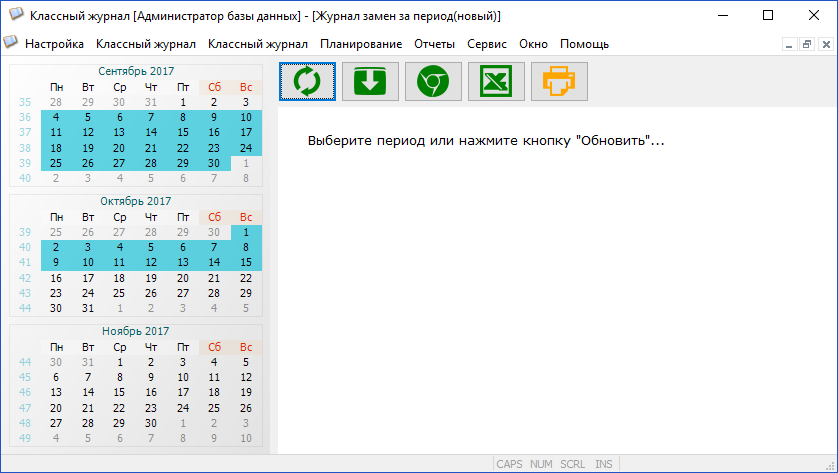 Классный журнал [Администратор базы данных] - [Журнал замен за период(новый)]
Настройка Классный журнал Классный журнал Планирование Отчеты Сервис Окно Помощь
Сентябрь 2017
Пн Вт Ср Чт Пт Сб Вс
35 28 29 30 31 1 2 3
36 4 5 6 7 8 9 10
37 11 12 13 14 15 16 17
38 18 19 20 21 22 23 24
39 25 26 27 28 29 30 1
40 2 3 4 5 6 7 8
Октябрь 2017
Пн Вт Ср Чт Пт Сб Вс
39 25 26 27 28 29 30 1
40 2 3 4 5 6 7 8
41 9 10 11 12 13 14 15
42 16 17 18 19 20 21 22
43 23 24 25 26 27 28 29
44 30 31 1 2 3 4 5
Ноябрь 2017
Пн Вт Ср Чт Пт Сб Вс
44 30 31 1 2 3 4 5
45 6 7 8 9 10 11 12
46 13 14 15 16 17 18 19
47 20 21 22 23 24 25 26
48 27 28 29 30 1 2 3
49 4 5 6 7 8 9 10
Выберите период или нажмите кнопку "Обновить"...
CAPS NUM SCRL INS